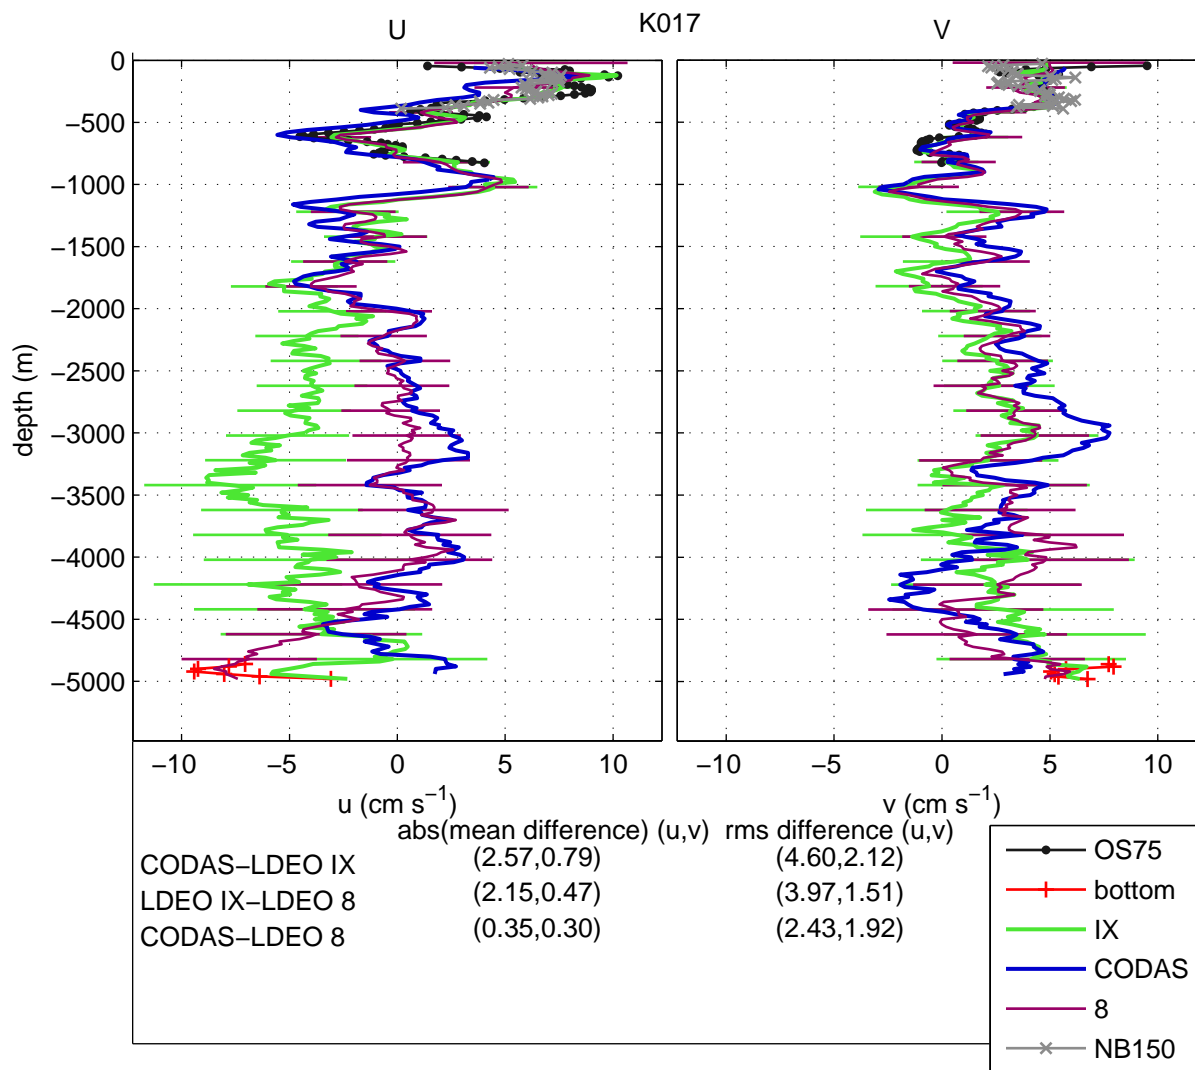 K017
U V
0
−500
−1000
−1500
−2000
−2500
−3000
−3500
−4000
−4500
−5000
depth (m)
−10 −5 0 5 10 −10 −5 0 5 10
u (cm s−1) v (cm s−1)
abs(mean difference) (u,v) rms difference (u,v)
CODAS−LDEO IX (2.57,0.79) (4.60,2.12)
LDEO IX−LDEO 8 (2.15,0.47) (3.97,1.51)
CODAS−LDEO 8 (0.35,0.30) (2.43,1.92)
OS75
bottom
IX
CODAS
8
NB150